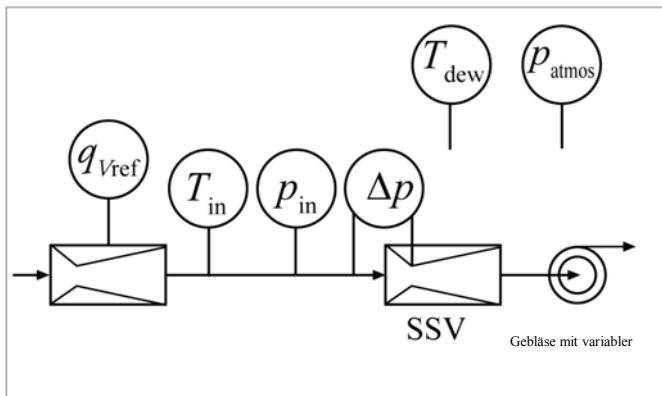 T dew
p atmos
q Vref
T in
p in
Δp
SSV
Gebläse mit variabler